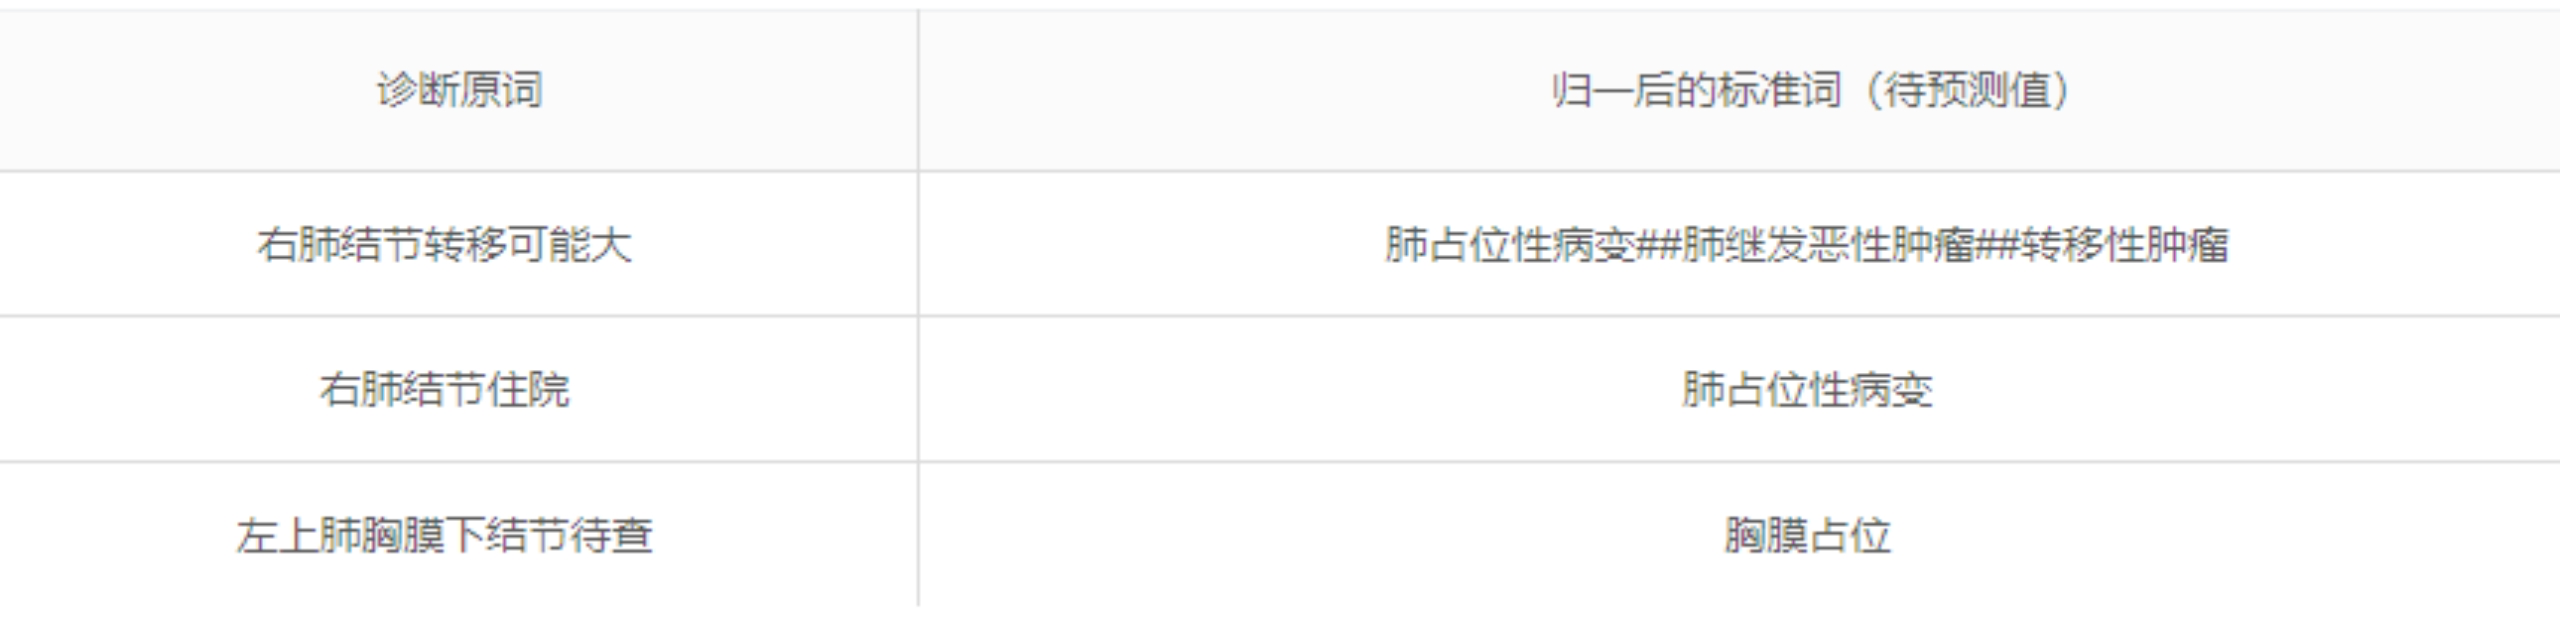 诊断原词 归一后的标准词（待预测值）
右肺结节转移可能大 肺占位性病变##肺继发恶性肿瘤##转移性肿瘤
右肺结节住院 肺占位性病变
左上肺胸膜下结节待查 胸膜占位